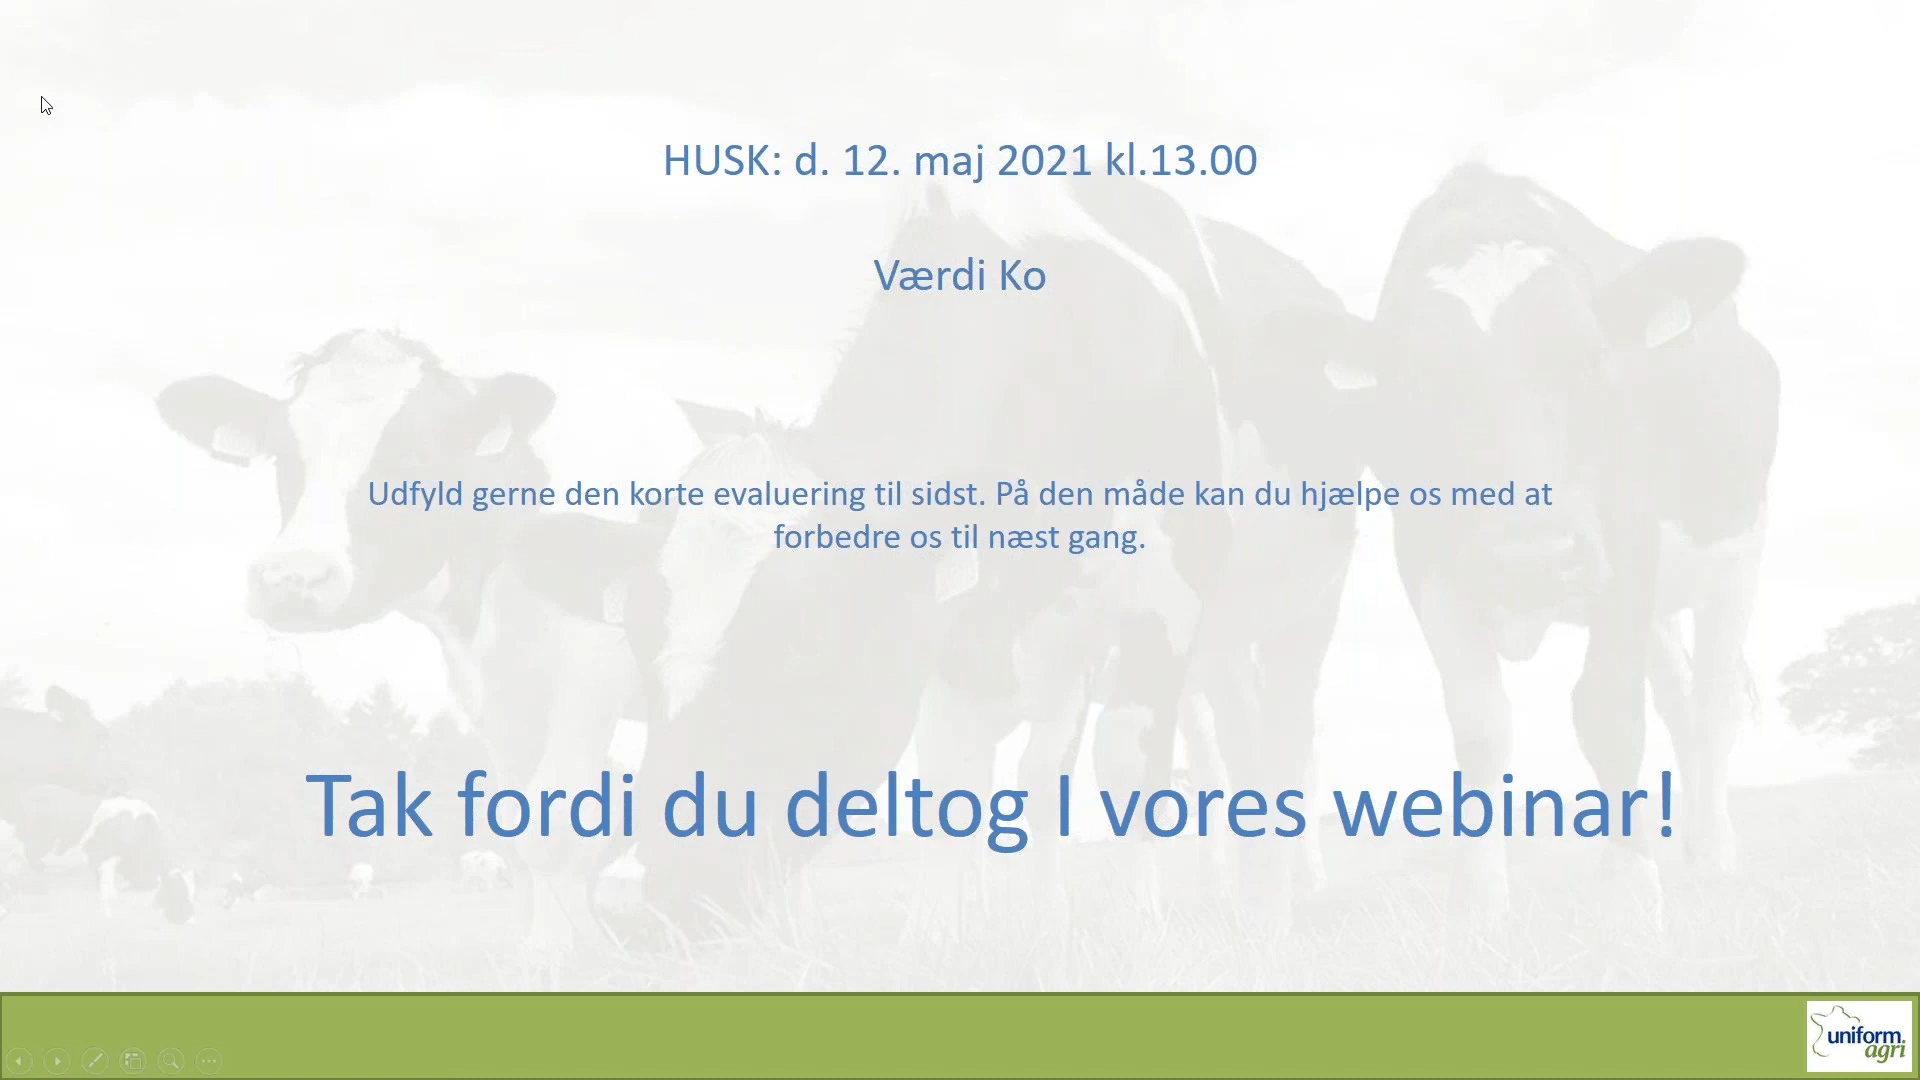 HUSK: d. 12. maj 2021 kl.13.00
Værdi Ko
Udfyld gerne den korte evaluering til sidst. På den måde kan du hjælpe os med at
forbedre os til næst gang.
Tak fordi du deltog I vores webinar!
uniform
agri